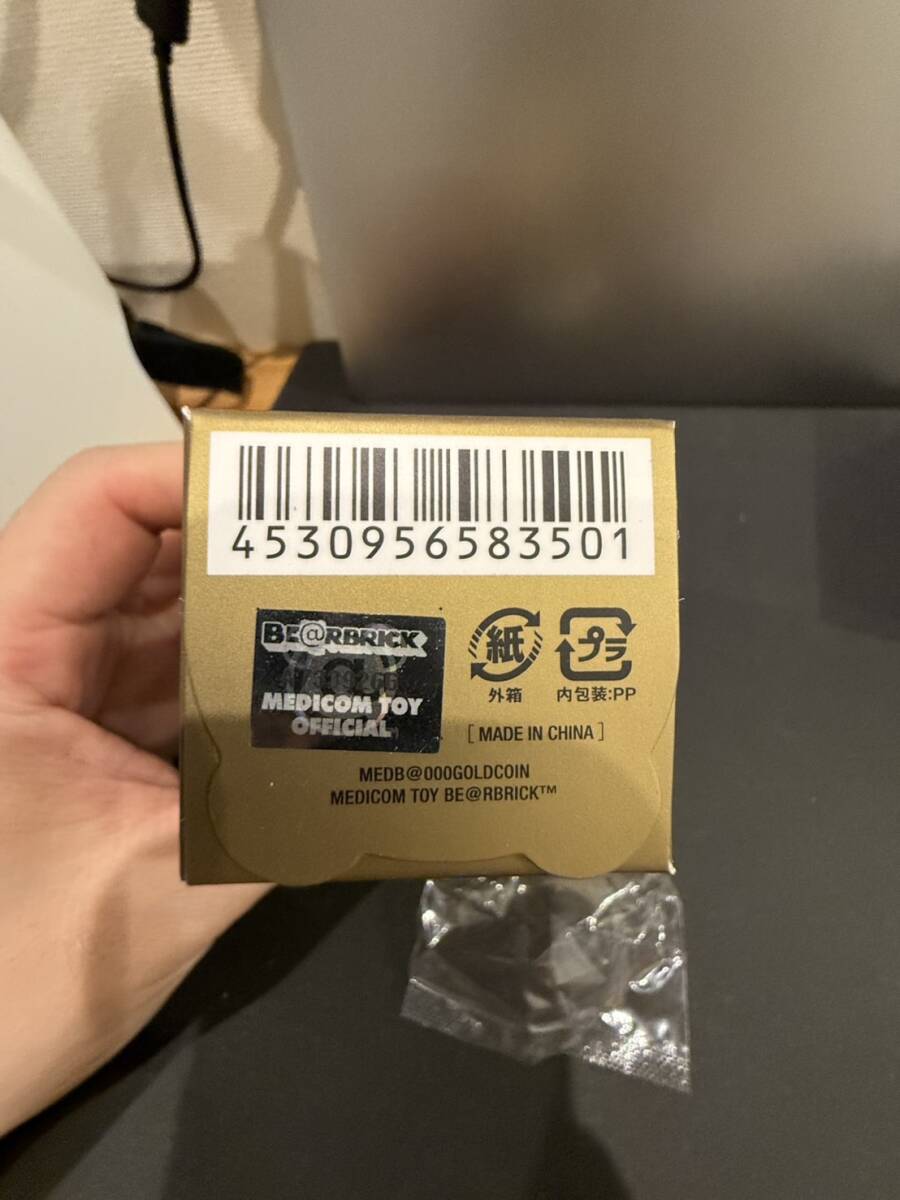 4530956583501
BE@RBRICK
MEDICOM TOY
OFFICIAL
紙
プラ
外箱
内包装:PP
[ MADE IN CHINA ]
MEDB@000GOLDCOIN
MEDICOM TOY BE@RBRICK™